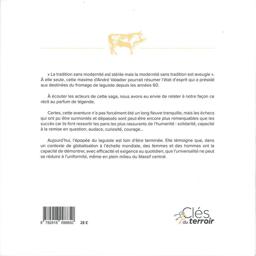 « La tradition sans modernité est stérile mais la modernité sans tradition est aveugle ».
À elle seule, cette maxime d'André Valadier pourrait résumer l'état d'esprit qui a présidé
aux destinées du fromage de laguiole depuis les années 60.
À écouter les acteurs de cette saga, nous avons eu envie de relater à notre façon ce
récit au parfum de légende.
Certes, cette aventure n'a pas forcément été un long fleuve tranquille, mais les échecs
qui ont pu être surmontés et dépassés sont peut-être encore plus remarquables que les
succès car ils font ressortir les pans les plus rassurants de l'humanité : solidarité, capacité
à la remise en question, audace, curiosité, courage...
Aujourd'hui, l'épopée du laguiole est loin d'être terminée. Elle témoigne que, dans
un contexte de globalisation à l'échelle mondiale, des femmes et des hommes ont la
capacité de démontrer, avec efficacité et exigence au quotidien, que l'universalité ne peut
se réduire à l'uniformité, même en plein milieu du Massif central.
28 €
Clés
du terroir